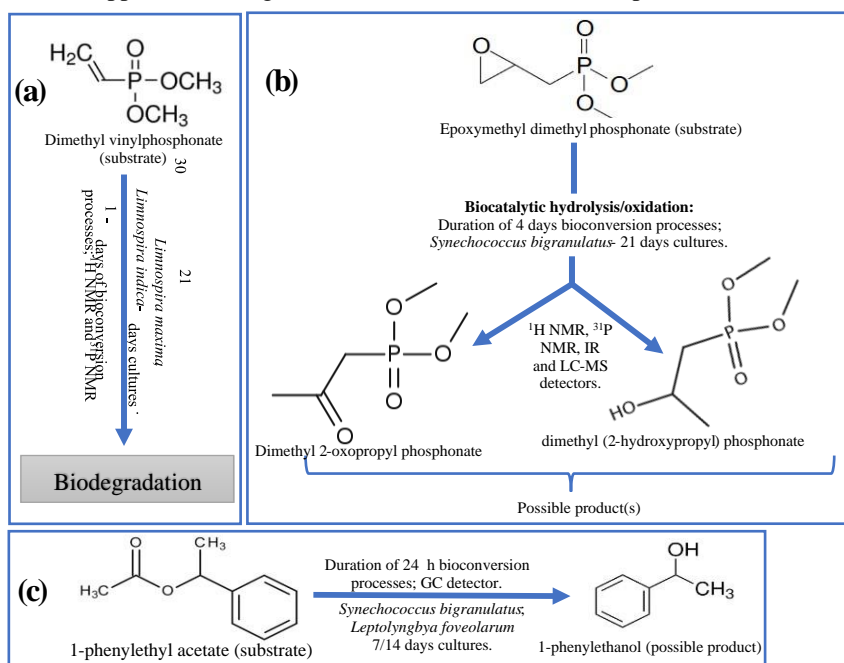 (a)
H₂C
O
P
OCH₃
OCH₃
Dimethyl vinylphosphonate
(substrate)
30
21
Limnospira maxima
Limnospira indica- days cultures
1 - days of bioconversion
processes; ¹H NMR and ³¹P NMR
Biodegradation
(b)
O
O
P
O
O
Epoxymethyl dimethyl phosphonate (substrate)
Biocatalytic hydrolysis/oxidation:
Duration of 4 days bioconversion processes;
Synechococcus bigranulatus- 21 days cultures.
¹H NMR, ³¹P
NMR, IR
and LC-MS
detectors.
O
P
O
O
O
Dimethyl 2-oxopropyl phosphonate
O
P
O
O
HO
dimethyl (2-hydroxypropyl) phosphonate
Possible product(s)
(c)
O
CH₃
H₃C
O
1-phenylethyl acetate (substrate)
Duration of 24 h bioconversion
processes; GC detector.
Synechococcus bigranulatus;
Leptolyngbya foveolarum
7/14 days cultures.
OH
CH₃
1-phenylethanol (possible product)